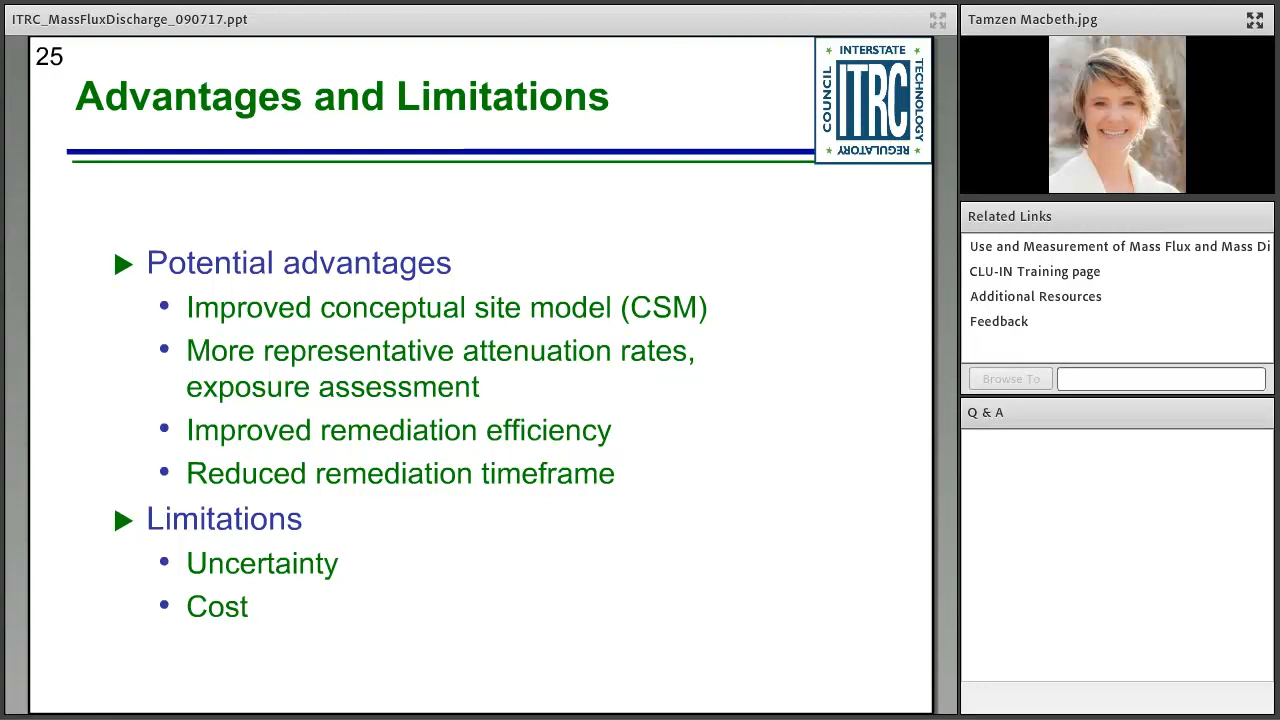 ITRC_MassFluxDischarge_090717.ppt
25
Advantages and Limitations
INTERSTATE
COUNCIL
ITRC
TECHNOLOGY
REGULATORY
Potential advantages
Improved conceptual site model (CSM)
More representative attenuation rates,
exposure assessment
Improved remediation efficiency
Reduced remediation timeframe
Limitations
Uncertainty
Cost
Tamzen Macbeth.jpg
Related Links
Use and Measurement of Mass Flux and Mass Di
CLU-IN Training page
Additional Resources
Feedback
Browse To
Q & A